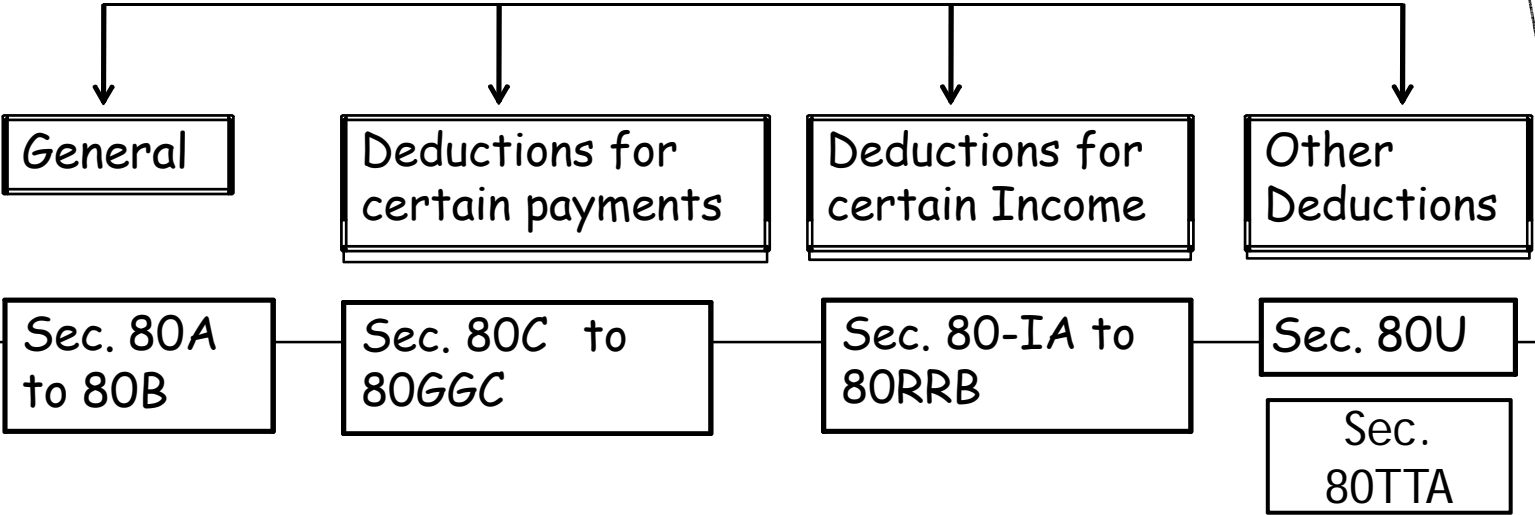 General
Deductions for
certain payments
Deductions for
certain Income
Other
Deductions
Sec. 80A
to 80B
Sec. 80C to
80GGC
Sec. 80-IA to
80RRB
Sec. 80U
Sec.
80TTA